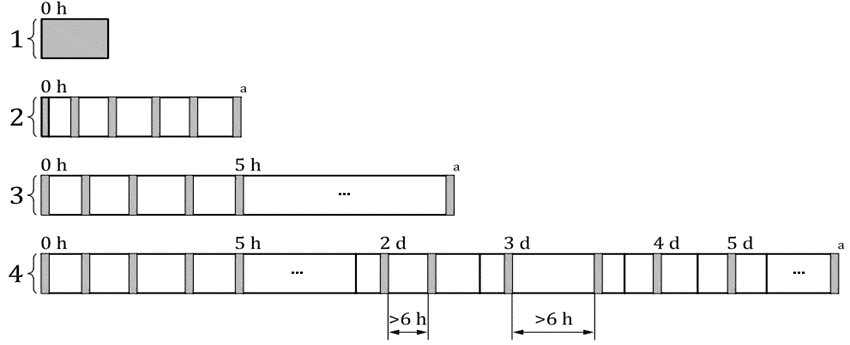 0 h
1
0 h a
2
0 h 5 h a
3 ...
0 h 5 h 2 d 3 d 4 d 5 d a
4 ... ...
>6 h >6 h